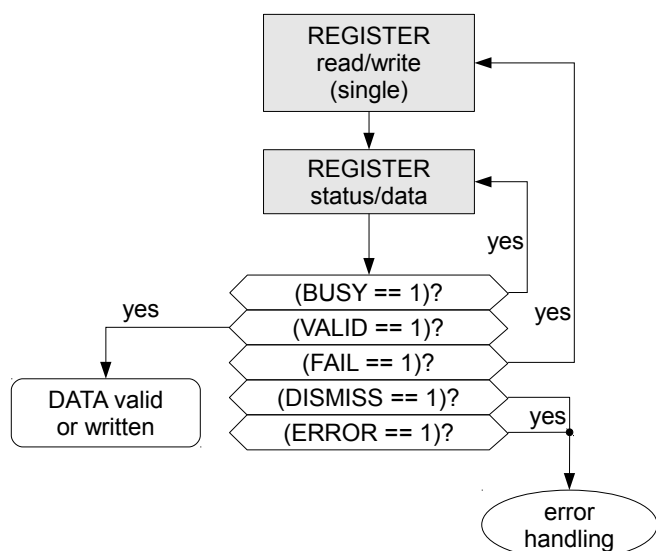 REGISTER
read/write
(single)
REGISTER
status/data
yes
(BUSY == 1)?
yes
(VALID == 1)?
yes
(FAIL == 1)?
DATA valid
or written
(DISMISS == 1)?
yes
(ERROR == 1)?
error
handling